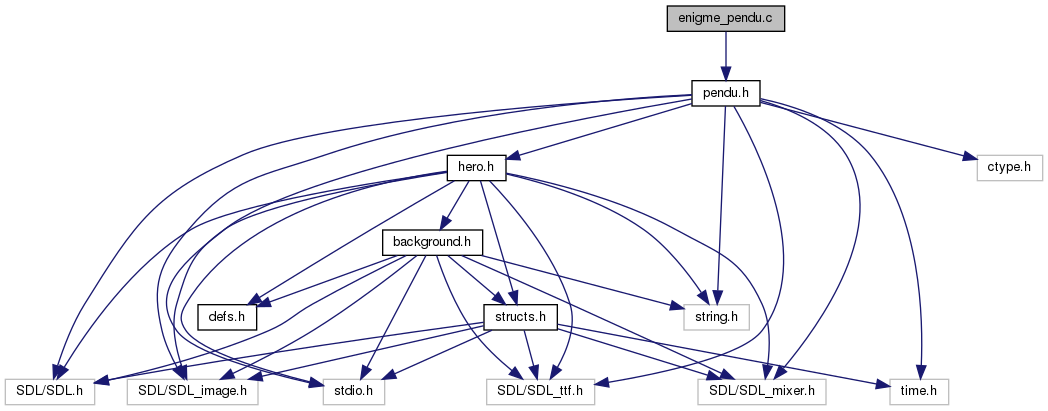 enigme_pendu.c
pendu.h
hero.h
ctype.h
background.h
defs.h
structs.h
string.h
SDL/SDL.h
SDL/SDL_image.h
stdio.h
SDL/SDL_ttf.h
SDL/SDL_mixer.h
time.h